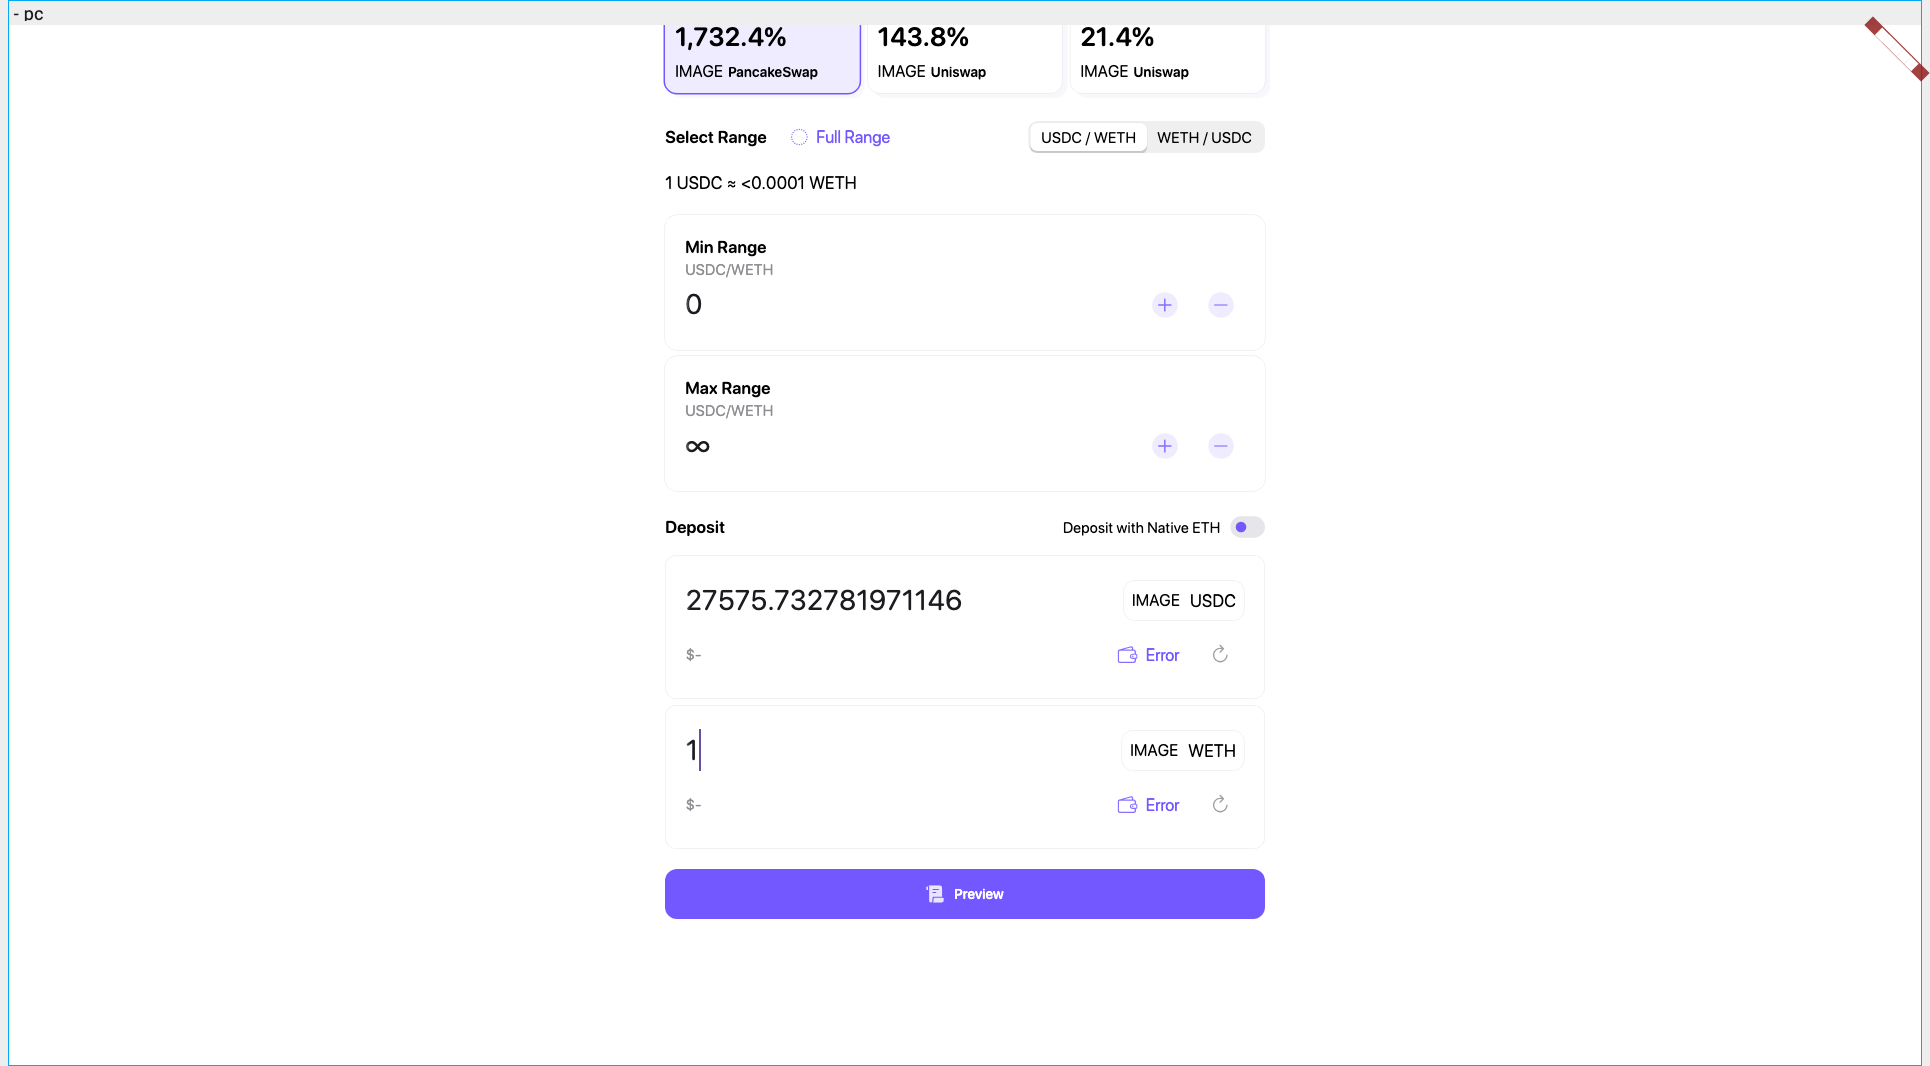 - pc
1,732.4%
IMAGE PancakeSwap
143.8%
IMAGE Uniswap
21.4%
IMAGE Uniswap
Select Range
Full Range
USDC / WETH
WETH / USDC
1 USDC ≈ <0.0001 WETH
Min Range
USDC/WETH
0
Max Range
USDC/WETH
∞
Deposit
Deposit with Native ETH
27575.732781971146
IMAGE USDC
$-
Error
1
IMAGE WETH
$-
Error
Preview